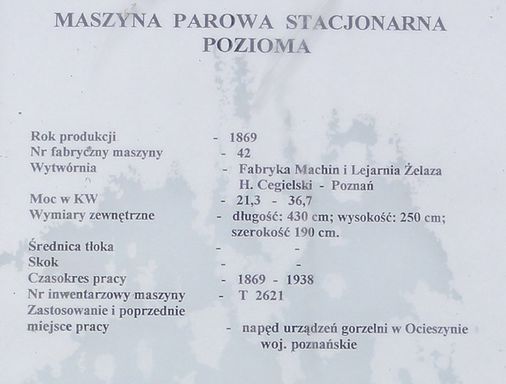 MASZYNA PAROWA STACJONARNA
POZIOMA
Rok produkcji - 1869
Nr fabryczny maszyny - 42
Wytwórnia - Fabryka Machin i Lejarnia Żelaza
H. Cegielski - Poznań
Moc w KW - 21,3 - 36,7
Wymiary zewnętrzne - długość: 430 cm; wysokość: 250 cm;
szerokość 190 cm.
Średnica tłoka - -
Skok - -
Czasokres pracy - 1869 - 1938
Nr inwentarzowy maszyny - T 2621
Zastosowanie i poprzednie
miejsce pracy - napęd urządzeń gorzelni w Ocieszynie
woj. poznańskie